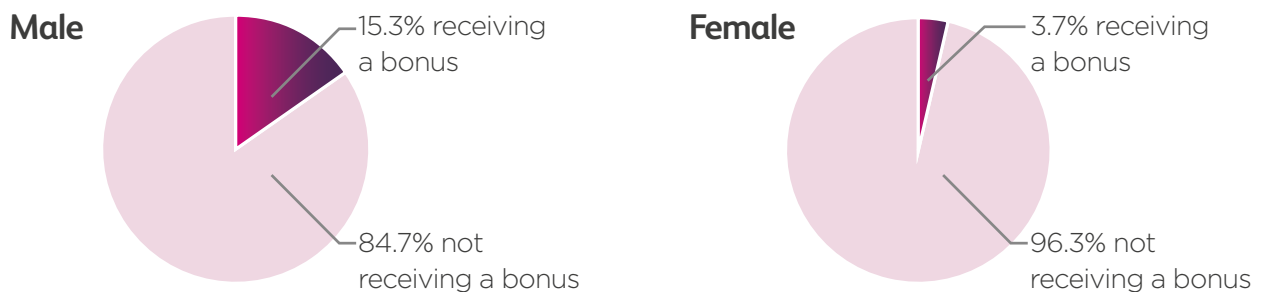 Male
15.3% receiving
a bonus
84.7% not
receiving a bonus
Female
3.7% receiving
a bonus
96.3% not
receiving a bonus